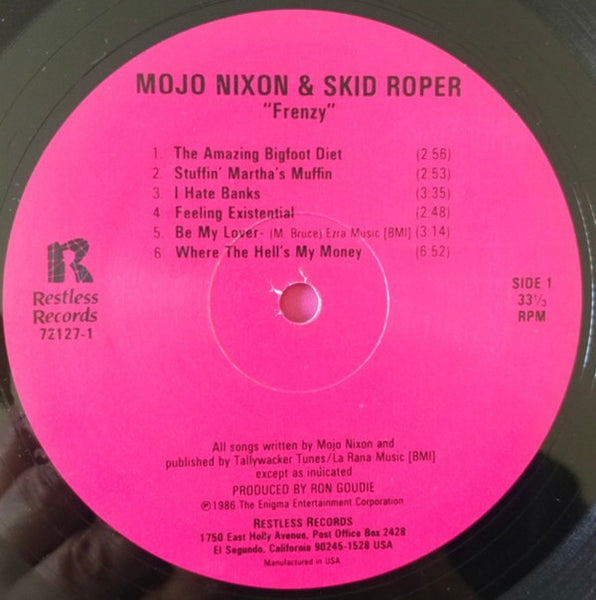 MOJO NIXON & SKID ROPER
"Frenzy"
1. The Amazing Bigfoot Diet (2:56)
2. Stuffin' Martha's Muffin (2:53)
3. I Hate Banks (3:35)
4. Feeling Existential (2:48)
5. Be My Lover- (M. Bruce) Ezra Music [BMI] (3:14)
6. Where The Hell's My Money (6:52)
R
Restless
Records
72127-1
SIDE 1
33⅓
RPM
All songs written by Mojo Nixon and
published by Tallywacker Tunes/La Rana Music [BMI]
except as indicated
PRODUCED BY RON GOUDIE
℗1986 The Enigma Entertainment Corporation
RESTLESS RECORDS
1750 East Holly Avenue, Post Office Box 2428
El Segundo, California 90245-1528 USA
Manufactured in USA